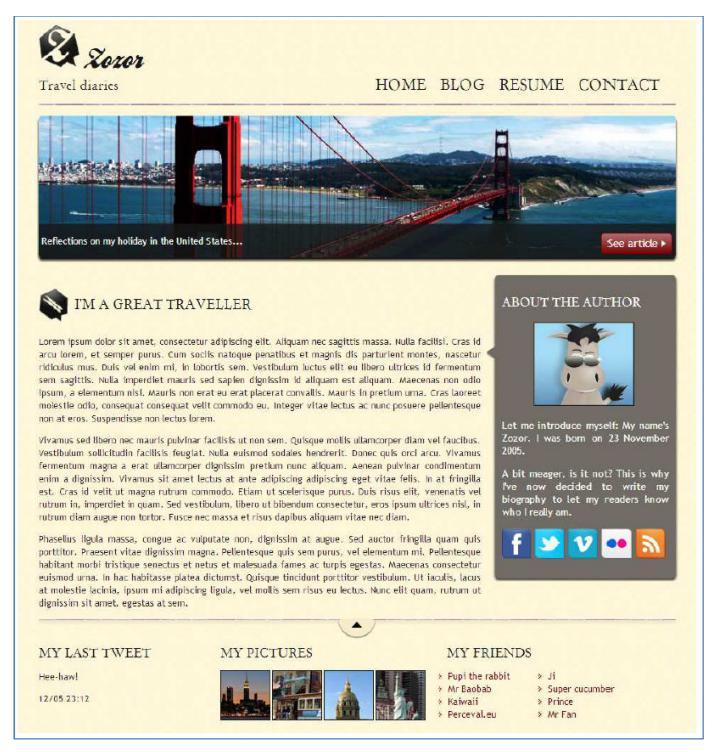 Zozor
Travel diaries
HOME BLOG RESUME CONTACT
Reflections on my holiday in the United States...
See article
I'M A GREAT TRAVELLER
Lorem ipsum dolor sit amet, consectetur adipiscing elit. Aliquam nec sagittis massa. Nulla facilisi. Cras id
arcu lorem, et semper purus. Cum sociis natoque penatibus et magnis dis parturient montes, nascetur
ridiculus mus. Duis vel enim mi, in lobortis sem. Vestibulum luctus elit eu libero ultrices id fermentum
sem sagittis. Nulla imperdiet mauris sed sapien dignissim id aliquam est aliquam. Maecenas non odio
ipsum, a elementum nisl. Mauris non erat eu erat placerat convallis. Mauris in pretium urna. Cras laoreet
molestie odio, consequat consequat velit commodo eu. Integer vitae lectus ac nunc posuere pellentesque
non at eros. Suspendisse non lectus lorem.
Vivamus sed libero nec mauris pulvinar facilisis ut non sem. Quisque mollis ullamcorper diam vel faucibus.
Vestibulum sollicitudin facilisis feugiat. Nulla euismod sodales hendrerit. Donec quis orci arcu. Vivamus
fermentum magna a erat ullamcorper dignissim pretium nunc aliquam. Aenean pulvinar condimentum
enim a dignissim. Vivamus sit amet lectus at ante adipiscing adipiscing eget vitae felis. In at fringilla
est. Cras id velit ut magna rutrum commodo. Etiam ut scelerisque purus. Duis risus elit, venenatis vel
rutrum in, imperdiet in quam. Sed vestibulum, libero ut bibendum consectetur, eros ipsum ultrices nisl, in
rutrum diam augue non tortor. Fusce nec massa et risus dapibus aliquam vitae nec diam.
Phasellus ligula massa, congue ac vulputate non, dignissim at augue. Sed auctor fringilla quam quis
porttitor. Praesent vitae dignissim magna. Pellentesque quis sem purus, vel elementum mi. Pellentesque
habitant morbi tristique senectus et netus et malesuada fames ac turpis egestas. Maecenas consectetur
euismod urna. In hac habitasse platea dictumst. Quisque tincidunt porttitor vestibulum. Ut iaculis, lacus
at molestie lacinia, ipsum mi adipiscing ligula, vel mollis sem risus eu lectus. Nunc elit quam, rutrum ut
dignissim sit amet, egestas at sem.
ABOUT THE AUTHOR
Let me introduce myself: My name's
Zozor. I was born on 23 November
2005.
A bit meager, is it not? This is why
I've now decided to write my
biography to let my readers know
who I really am.
MY LAST TWEET
Hee-haw!
12/05 23:12
MY PICTURES
MY FRIENDS
Pupi the rabbit
Mr Baobab
Kaiwaii
Perceval.eu
Ji
Super cucumber
Prince
Mr Fan